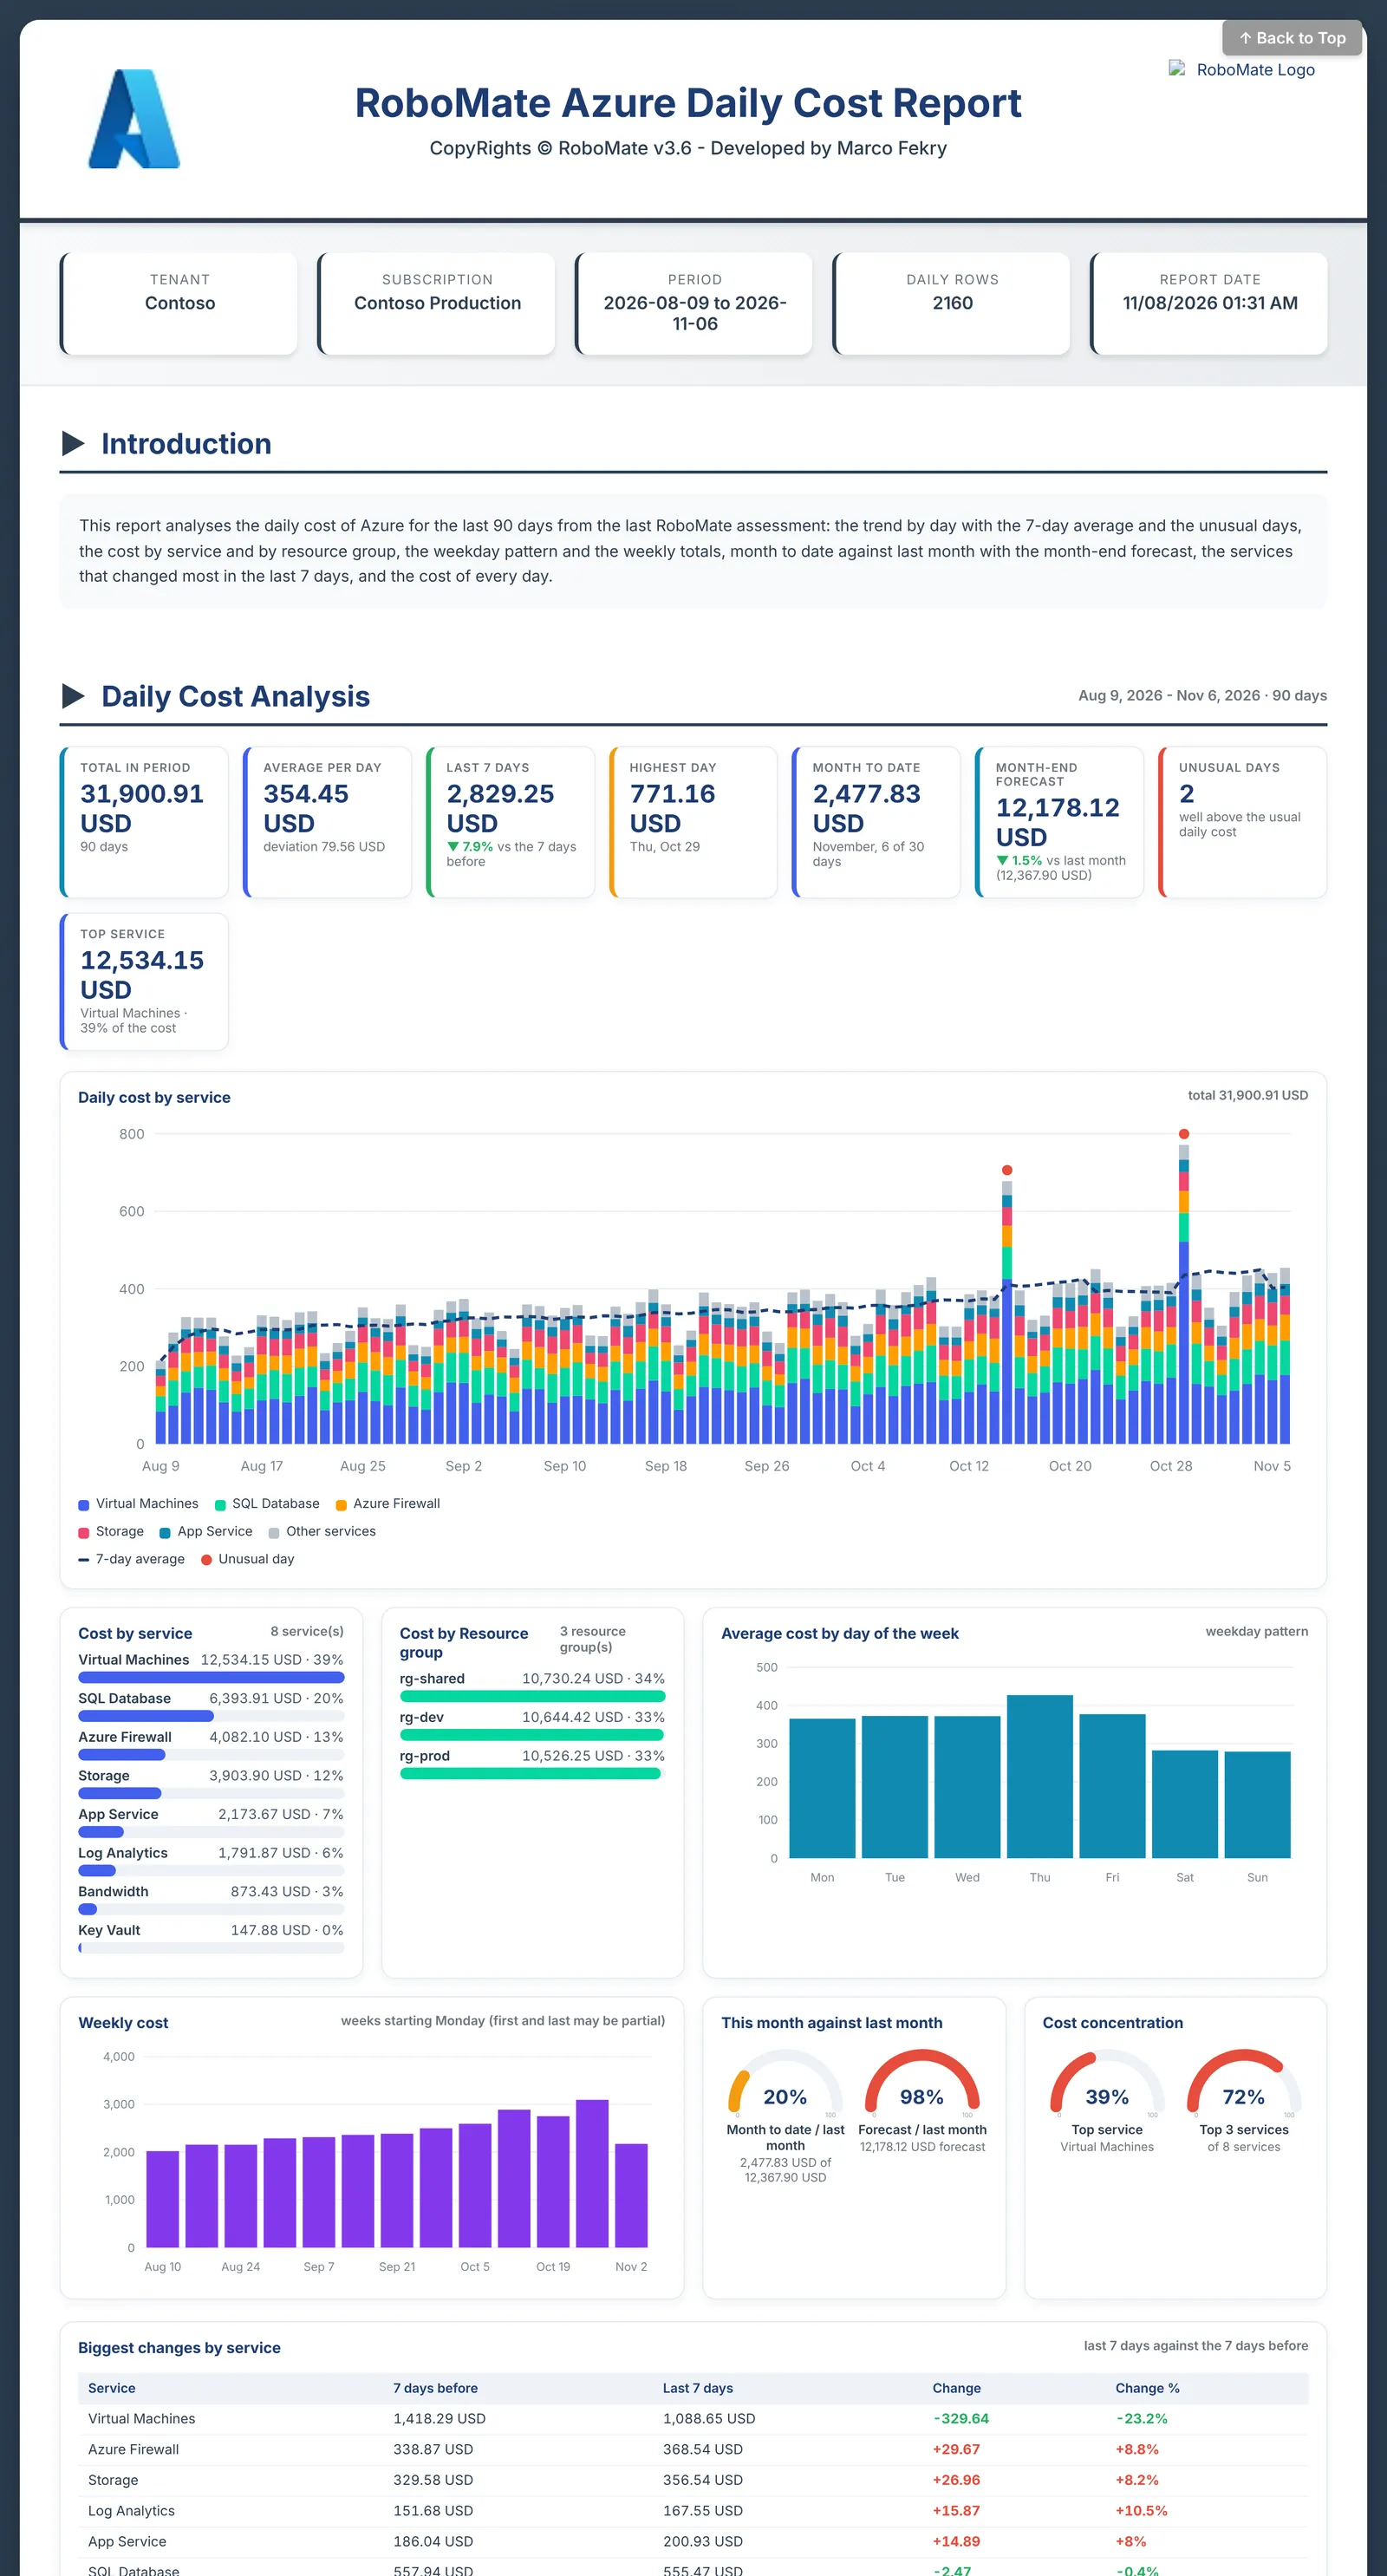 ↑ Back to Top
RoboMate Logo
RoboMate Azure Daily Cost Report
CopyRights © RoboMate v3.6 - Developed by Marco Fekry
TENANT
Contoso
SUBSCRIPTION
Contoso Production
PERIOD
2026-08-09 to 2026-
11-06
DAILY ROWS
2160
REPORT DATE
11/08/2026 01:31 AM
Introduction
This report analyses the daily cost of Azure for the last 90 days from the last RoboMate assessment: the trend by day with the 7-day average and the unusual days,
the cost by service and by resource group, the weekday pattern and the weekly totals, month to date against last month with the month-end forecast, the services
that changed most in the last 7 days, and the cost of every day.
Daily Cost Analysis
Aug 9, 2026 - Nov 6, 2026 · 90 days
TOTAL IN PERIOD
31,900.91
USD
90 days
AVERAGE PER DAY
354.45
USD
deviation 79.56 USD
LAST 7 DAYS
2,829.25
USD
▼ 7.9% vs the 7 days
before
HIGHEST DAY
771.16
USD
Thu, Oct 29
MONTH TO DATE
2,477.83
USD
November, 6 of 30
days
MONTH-END
FORECAST
12,178.12
USD
▼ 1.5% vs last month
(12,367.90 USD)
UNUSUAL DAYS
2
well above the usual
daily cost
TOP SERVICE
12,534.15
USD
Virtual Machines ·
39% of the cost
Daily cost by service
total 31,900.91 USD
800
600
400
200
0
Aug 9 Aug 17 Aug 25 Sep 2 Sep 10 Sep 18 Sep 26 Oct 4 Oct 12 Oct 20 Oct 28 Nov 5
Virtual Machines SQL Database Azure Firewall
Storage App Service Other services
7-day average Unusual day
Cost by service
8 service(s)
Virtual Machines 12,534.15 USD · 39%
SQL Database 6,393.91 USD · 20%
Azure Firewall 4,082.10 USD · 13%
Storage 3,903.90 USD · 12%
App Service 2,173.67 USD · 7%
Log Analytics 1,791.87 USD · 6%
Bandwidth 873.43 USD · 3%
Key Vault 147.88 USD · 0%
Cost by Resource
group
3 resource
group(s)
rg-shared 10,730.24 USD · 34%
rg-dev 10,644.42 USD · 33%
rg-prod 10,526.25 USD · 33%
Average cost by day of the week
weekday pattern
500
400
300
200
100
0
Mon Tue Wed Thu Fri Sat Sun
Weekly cost
weeks starting Monday (first and last may be partial)
4,000
3,000
2,000
1,000
0
Aug 10 Aug 24 Sep 7 Sep 21 Oct 5 Oct 19 Nov 2
This month against last month
20%
0 100
Month to date / last
month
2,477.83 USD of
12,367.90 USD
98%
0 100
Forecast / last month
12,178.12 USD forecast
Cost concentration
39%
0 100
Top service
Virtual Machines
72%
0 100
Top 3 services
of 8 services
Biggest changes by service
last 7 days against the 7 days before
Service 7 days before Last 7 days Change Change %
Virtual Machines 1,418.29 USD 1,088.65 USD -329.64 -23.2%
Azure Firewall 338.87 USD 368.54 USD +29.67 +8.8%
Storage 329.58 USD 356.54 USD +26.96 +8.2%
Log Analytics 151.68 USD 167.55 USD +15.87 +10.5%
App Service 186.04 USD 200.93 USD +14.89 +8%
SQL Database 557.94 USD 555.47 USD -2.47 -0.4%